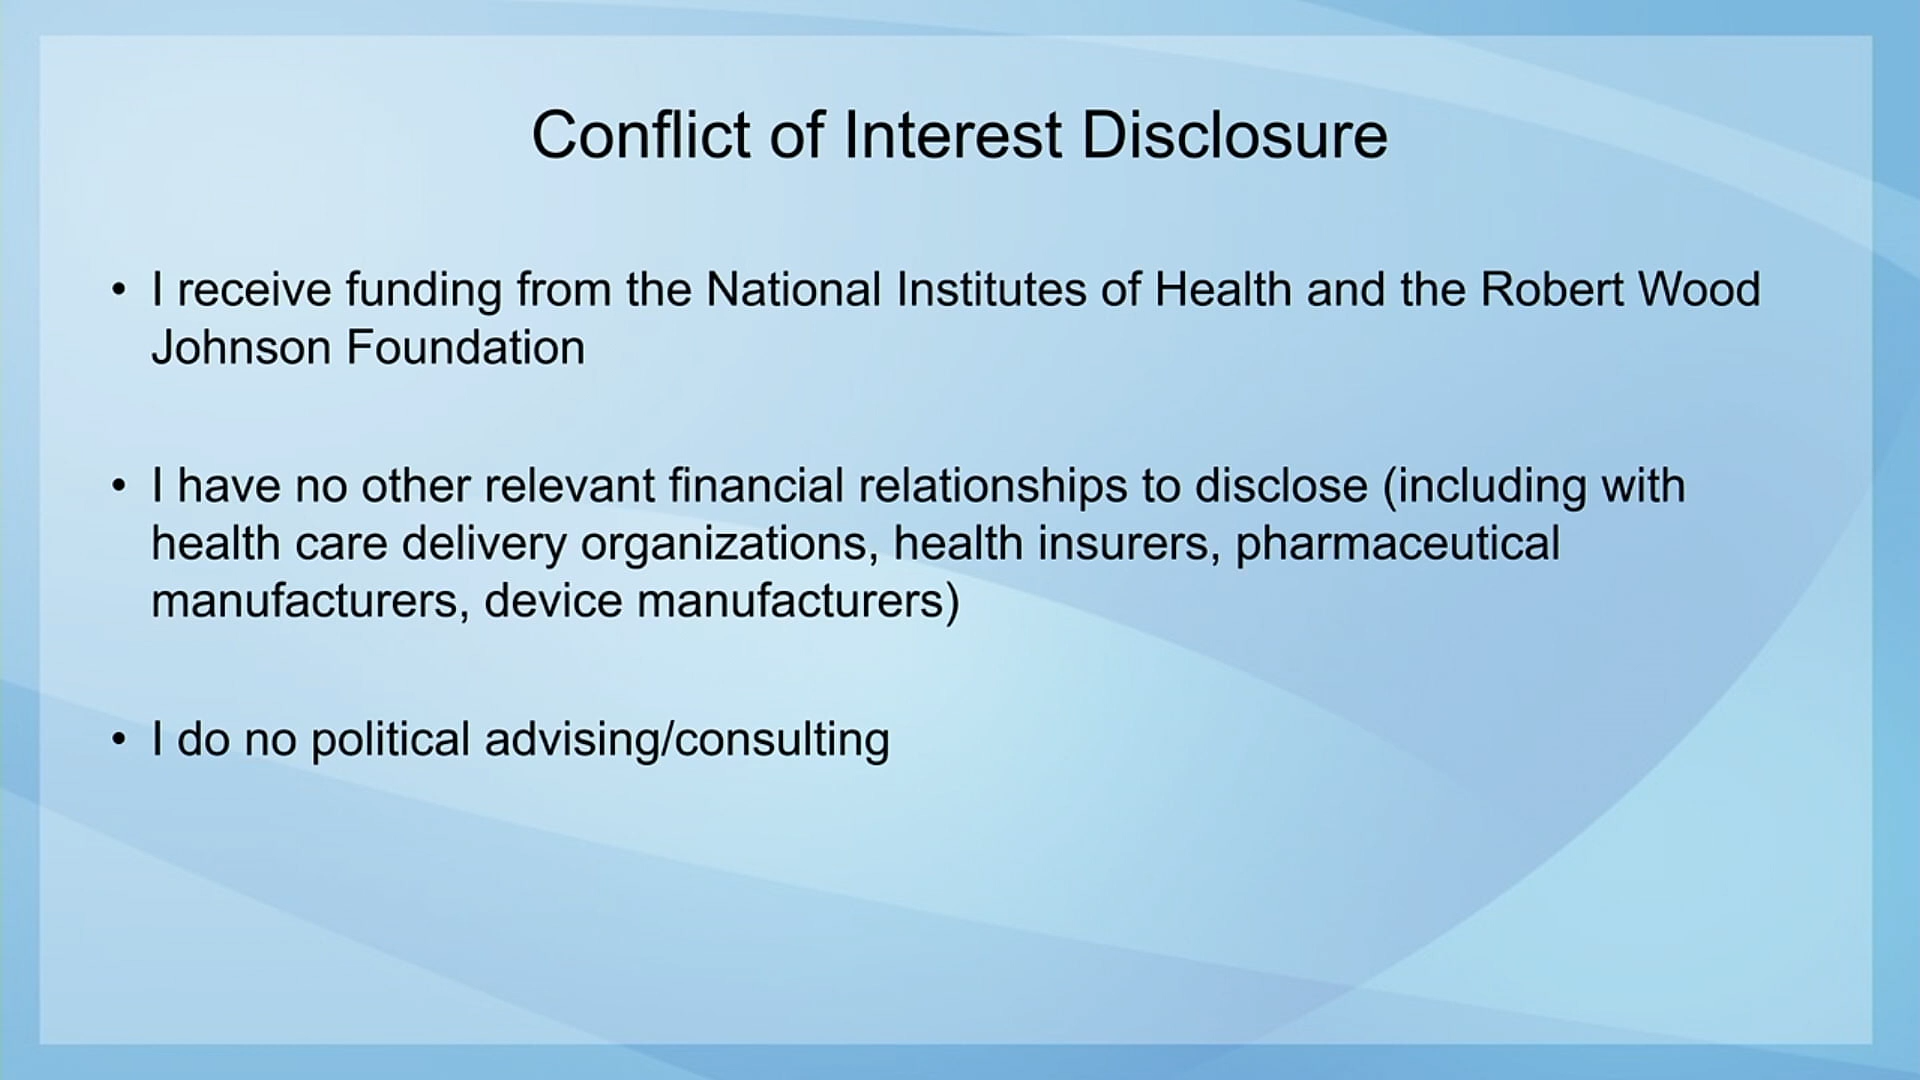 Conflict of Interest Disclosure
• I receive funding from the National Institutes of Health and the Robert Wood
Johnson Foundation
• I have no other relevant financial relationships to disclose (including with
health care delivery organizations, health insurers, pharmaceutical
manufacturers, device manufacturers)
• I do no political advising/consulting